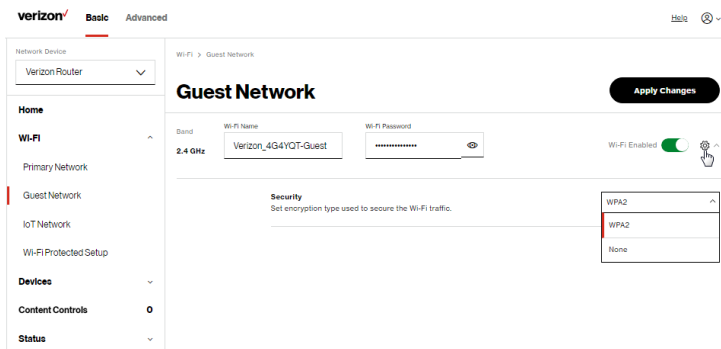 verizon✓ Basic Advanced Help
Network Device
Verizon Router
Home
Wi-Fi
Primary Network
Guest Network
IoT Network
Wi-Fi Protected Setup
Devices
Content Controls 0
Status
Wi-Fi > Guest Network
Guest Network
Apply Changes
Band
2.4 GHz
Wi-Fi Name
Verizon_4G4YQT-Guest
Wi-Fi Password
•••••••••••••••
Wi-Fi Enabled
Security
Set encryption type used to secure the Wi-Fi traffic.
WPA2
WPA2
None